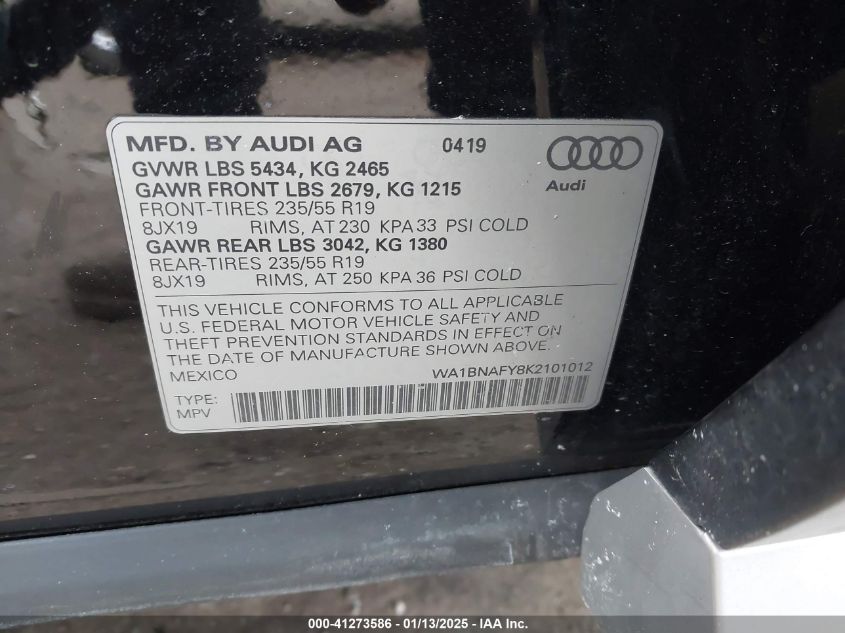 MFD. BY AUDI AG 0419
GVWR LBS 5434, KG 2465
GAWR FRONT LBS 2679, KG 1215
Audi
FRONT-TIRES 235/55 R19
8JX19 RIMS, AT 230 KPA 33 PSI COLD
GAWR REAR LBS 3042, KG 1380
REAR-TIRES 235/55 R19
8JX19 RIMS, AT 250 KPA 36 PSI COLD
THIS VEHICLE CONFORMS TO ALL APPLICABLE
U.S. FEDERAL MOTOR VEHICLE SAFETY AND
THEFT PREVENTION STANDARDS IN EFFECT ON
THE DATE OF MANUFACTURE SHOWN ABOVE.
MEXICO WA1BNAFY8K2101012
TYPE:
MPV
000-41273586 - 01/13/2025 - IAA Inc.